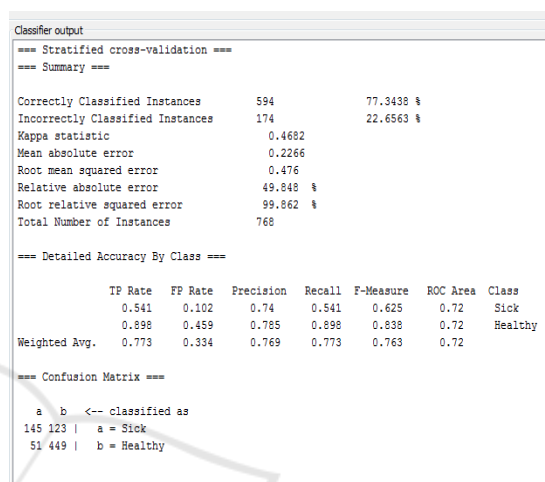 Classifier output
=== Stratified cross-validation ===
=== Summary ===
Correctly Classified Instances 594 77.3438 %
Incorrectly Classified Instances 174 22.6563 %
Kappa statistic 0.4682
Mean absolute error 0.2266
Root mean squared error 0.476
Relative absolute error 49.848 %
Root relative squared error 99.862 %
Total Number of Instances 768
=== Detailed Accuracy By Class ===
TP Rate FP Rate Precision Recall F-Measure ROC Area Class
0.541 0.102 0.74 0.541 0.625 0.72 Sick
0.898 0.459 0.785 0.898 0.838 0.72 Healthy
Weighted Avg. 0.773 0.334 0.769 0.773 0.763 0.72
=== Confusion Matrix ===
a b <-- classified as
145 123 | a = Sick
51 449 | b = Healthy